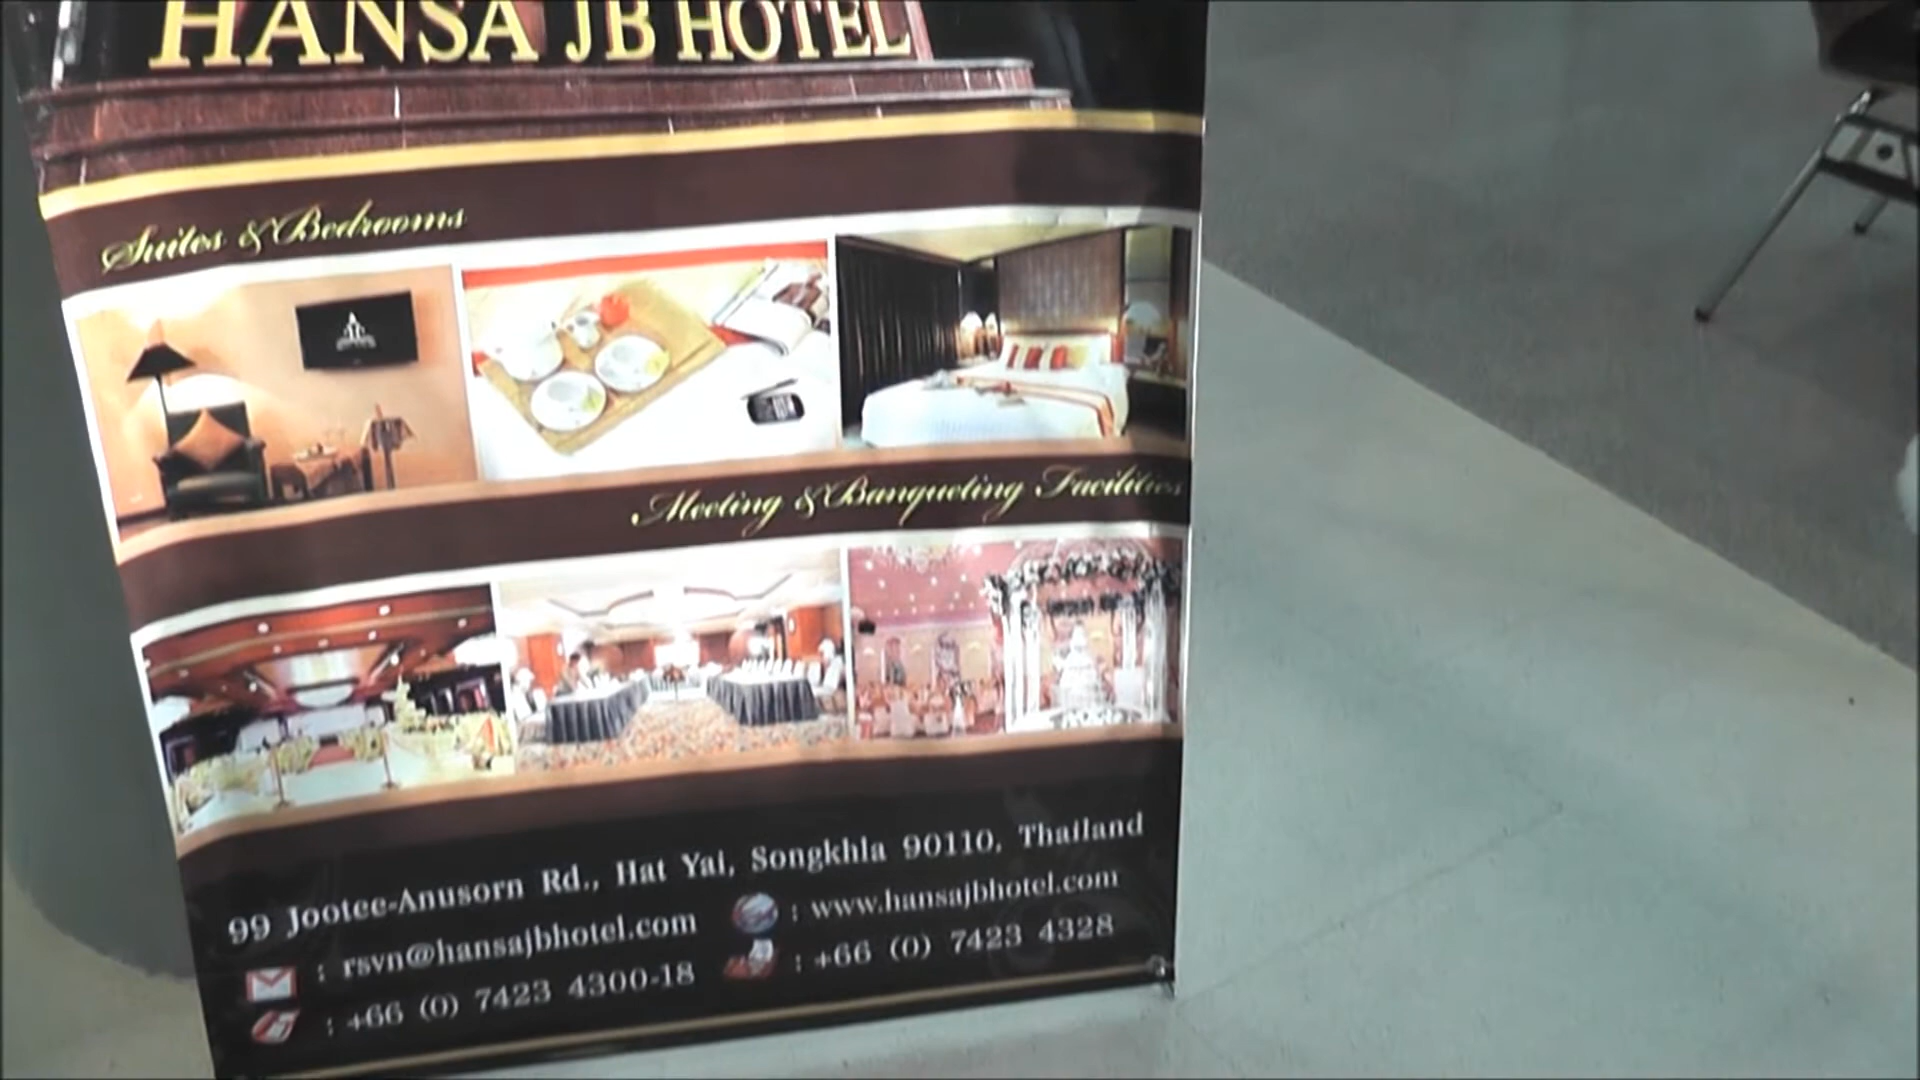 HANSA JB HOTEL
Suites & Bedrooms
Meeting & Banqueting Facilities
99 Jootee-Anusorn Rd., Hat Yai, Songkhla 90110, Thailand
: rsvn@hansajbhotel.com : www.hansajbhotel.com
: +66 (0) 7423 4300-18 : +66 (0) 7423 4328